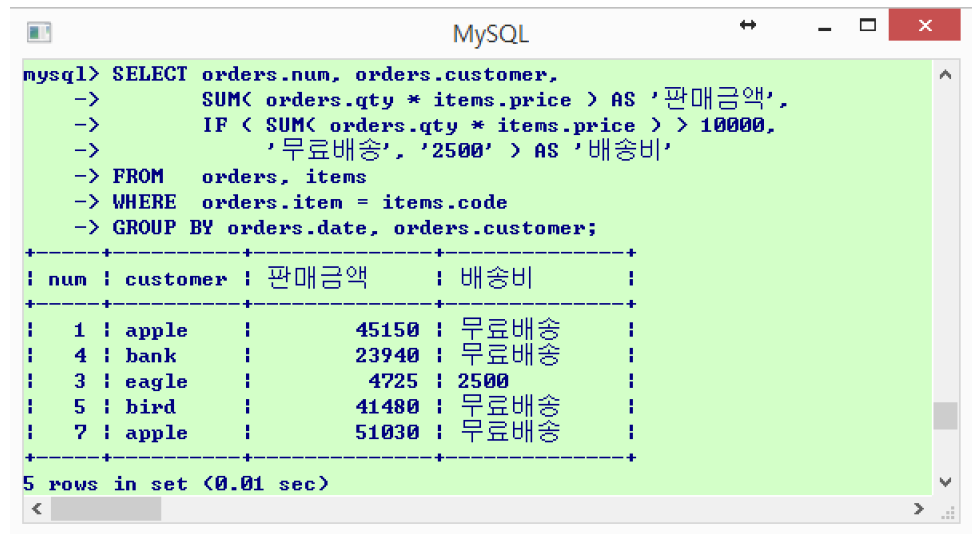 MySQL
mysql> SELECT orders.num, orders.customer,
    ->        SUM( orders.qty * items.price ) AS '판매금액',
    ->        IF ( SUM( orders.qty * items.price ) > 10000,
    ->             '무료배송', '2500' ) AS '배송비'
    -> FROM   orders, items
    -> WHERE  orders.item = items.code
    -> GROUP BY orders.date, orders.customer;
+-----+----------+--------------+--------------+
| num | customer | 판매금액     | 배송비       |
+-----+----------+--------------+--------------+
|   1 | apple    |        45150 | 무료배송     |
|   4 | bank     |        23940 | 무료배송     |
|   3 | eagle    |         4725 | 2500         |
|   5 | bird     |        41480 | 무료배송     |
|   7 | apple    |        51030 | 무료배송     |
+-----+----------+--------------+--------------+
5 rows in set (0.01 sec)